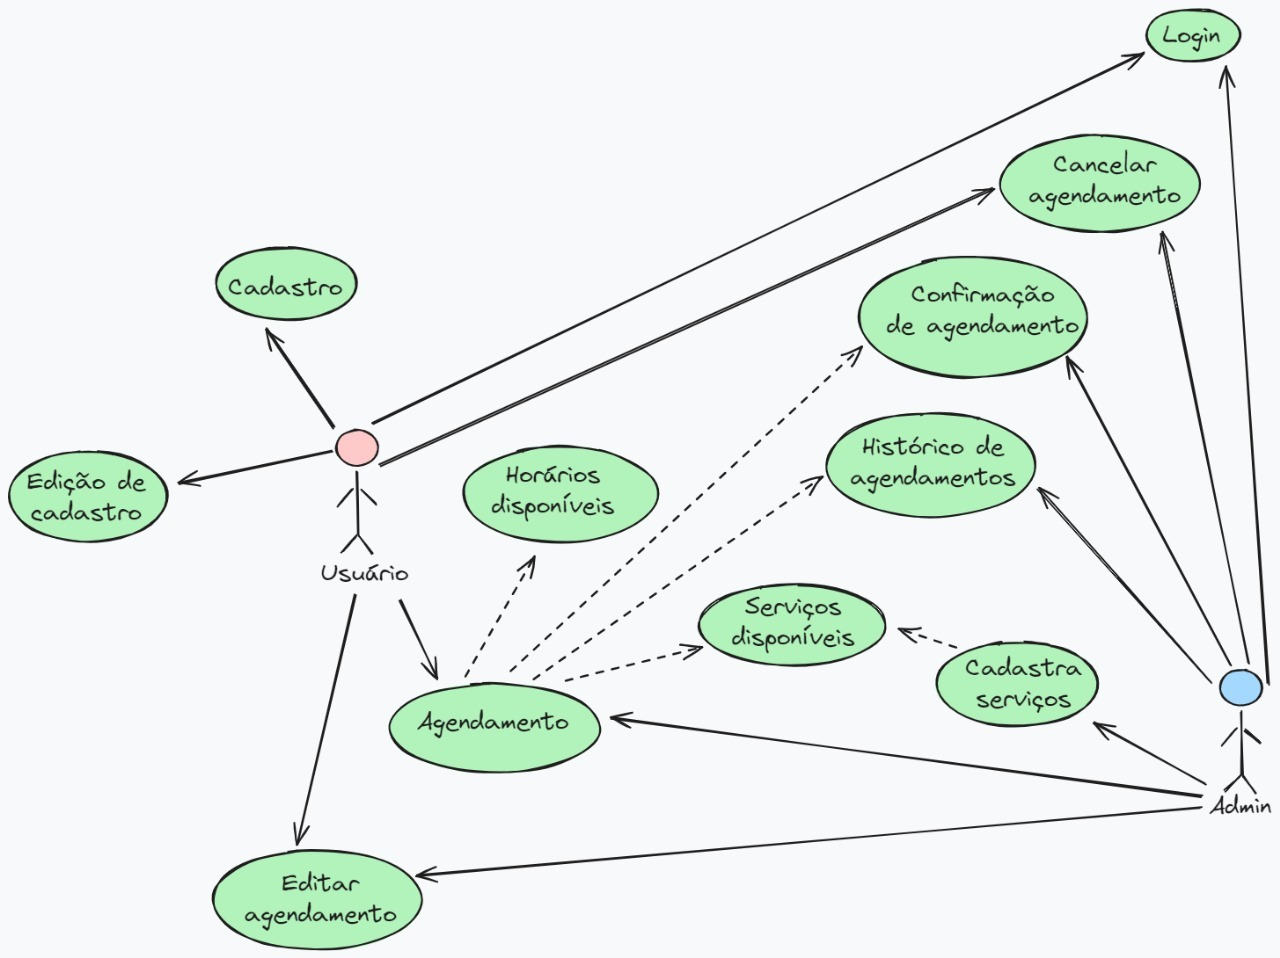 Login
Cancelar
agendamento
Cadastro
Confirmação
de agendamento
Histórico de
agendamentos
Horários
disponíveis
Edição de
cadastro
Usuário
Serviços
disponíveis
Cadastra
serviços
Agendamento
Admin
Editar
agendamento